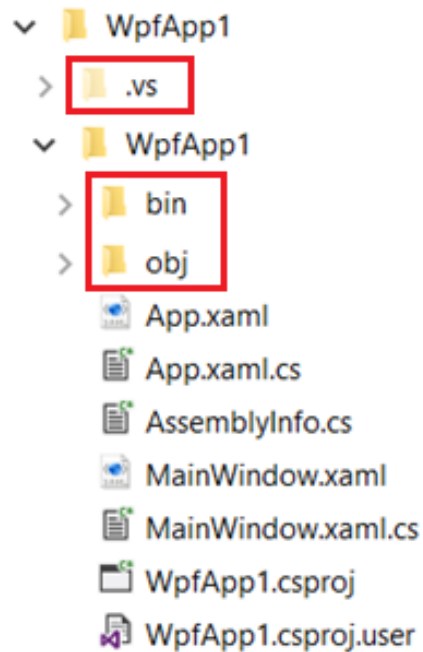 WpfApp1
.vs
WpfApp1
bin
obj
App.xaml
App.xaml.cs
AssemblyInfo.cs
MainWindow.xaml
MainWindow.xaml.cs
WpfApp1.csproj
WpfApp1.csproj.user